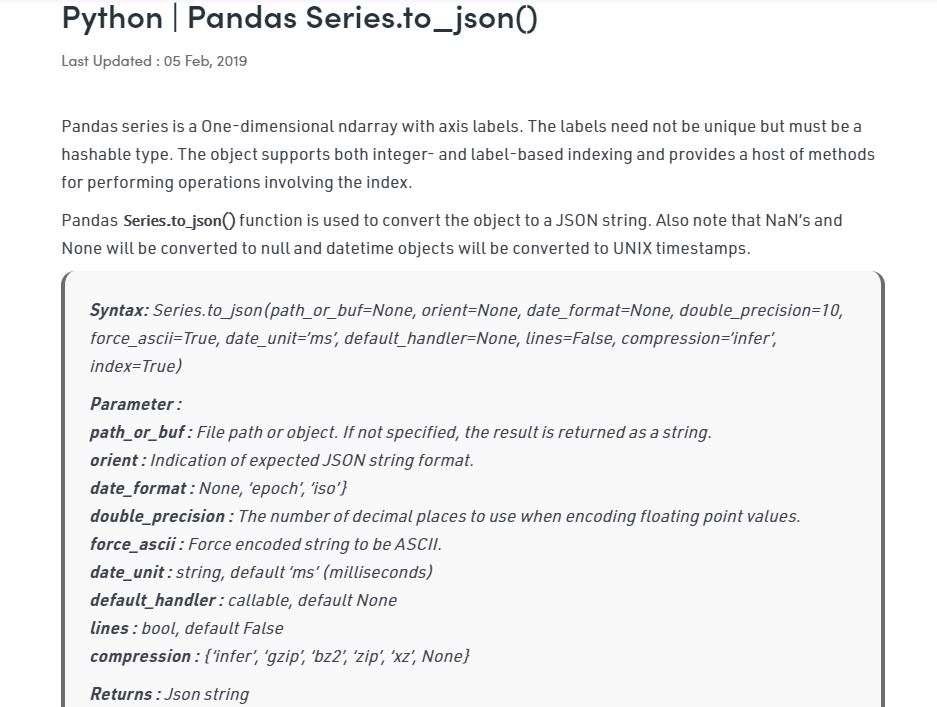 Python | Pandas Series.to_json()
Last Updated : 05 Feb, 2019
Pandas series is a One-dimensional ndarray with axis labels. The labels need not be unique but must be a
hashable type. The object supports both integer- and label-based indexing and provides a host of methods
for performing operations involving the index.
Pandas Series.to_json() function is used to convert the object to a JSON string. Also note that NaN's and
None will be converted to null and datetime objects will be converted to UNIX timestamps.
Syntax: Series.to_json(path_or_buf=None, orient=None, date_format=None, double_precision=10,
force_ascii=True, date_unit='ms', default_handler=None, lines=False, compression='infer',
index=True)
Parameter :
path_or_buf : File path or object. If not specified, the result is returned as a string.
orient : Indication of expected JSON string format.
date_format : None, 'epoch', 'iso'}
double_precision : The number of decimal places to use when encoding floating point values.
force_ascii : Force encoded string to be ASCII.
date_unit : string, default 'ms' (milliseconds)
default_handler : callable, default None
lines : bool, default False
compression : {'infer', 'gzip', 'bz2', 'zip', 'xz', None}
Returns : Json string